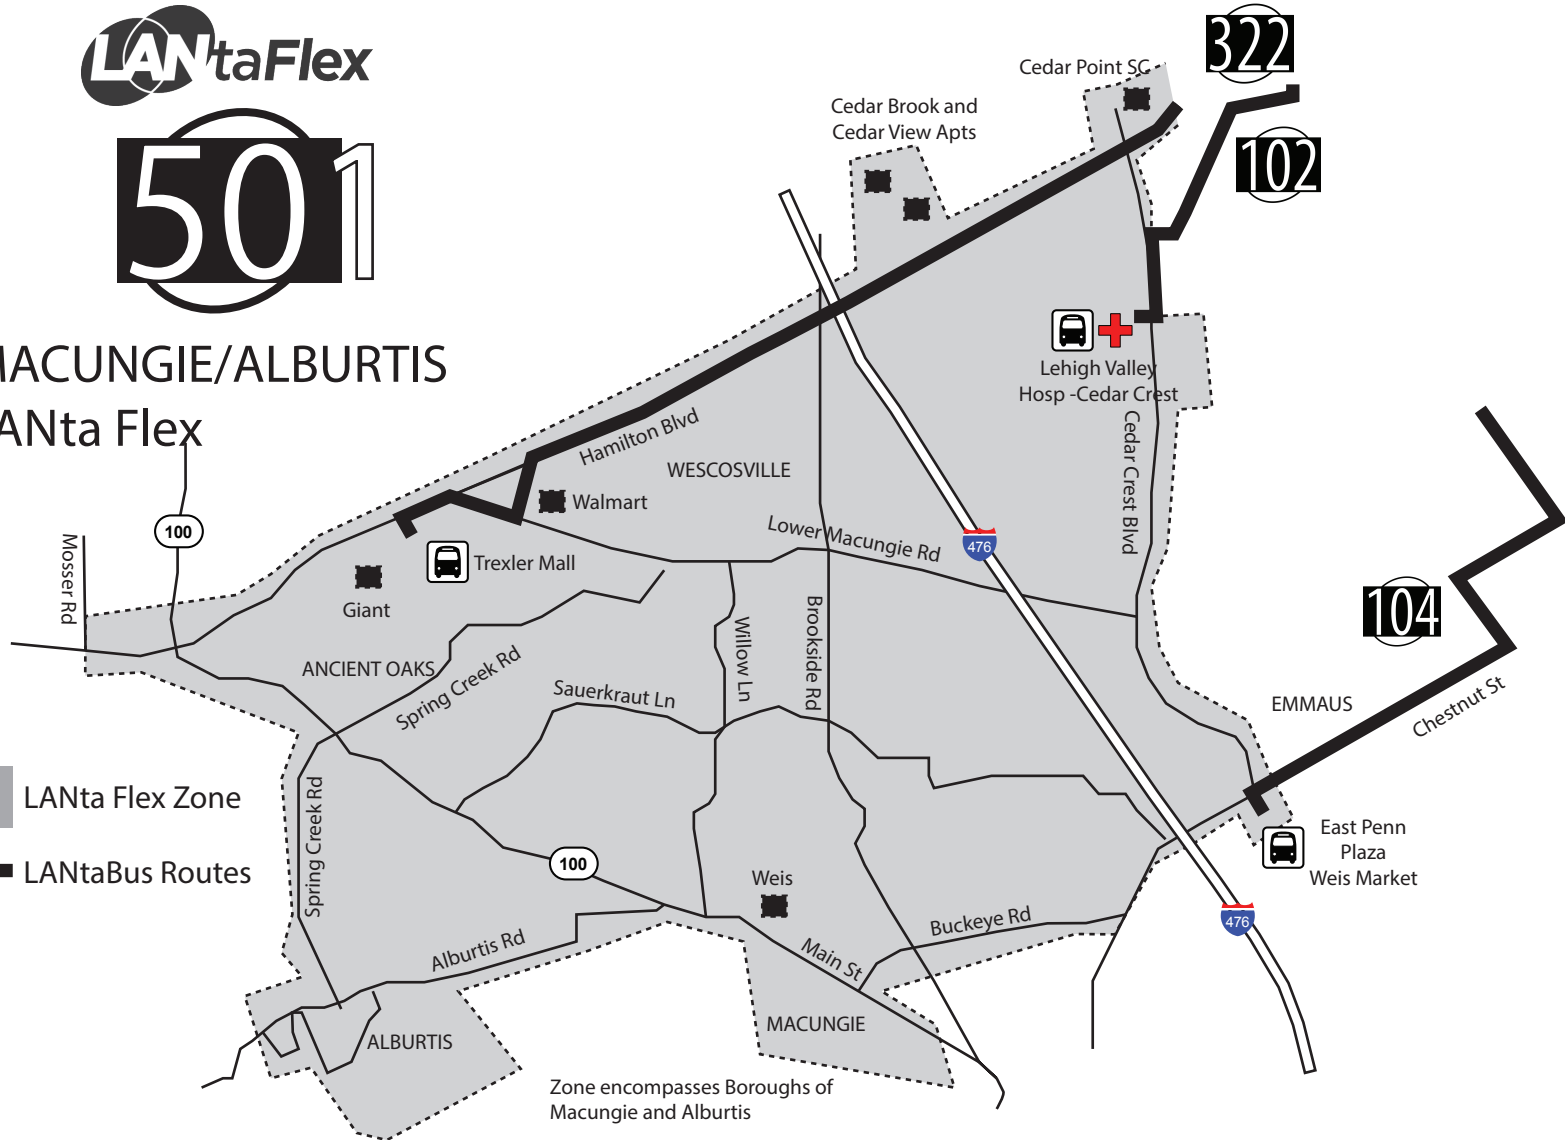 LANtaFlex
501
MACUNGIE/ALBURTIS
LANta Flex
322
102
104
Cedar Point SC
Cedar Brook and
Cedar View Apts
Lehigh Valley
Hosp -Cedar Crest
Cedar Crest Blvd
Hamilton Blvd
WESCOSVILLE
Walmart
Lower Macungie Rd
476
100
Mosser Rd
Trexler Mall
Giant
ANCIENT OAKS
Spring Creek Rd
Sauerkraut Ln
Willow Ln
Brookside Rd
EMMAUS
Chestnut St
LANta Flex Zone
LANtaBus Routes
Spring Creek Rd
100
Weis
East Penn
Plaza
Weis Market
476
Buckeye Rd
Alburtis Rd
Main St
MACUNGIE
ALBURTIS
Zone encompasses Boroughs of
Macungie and Alburtis